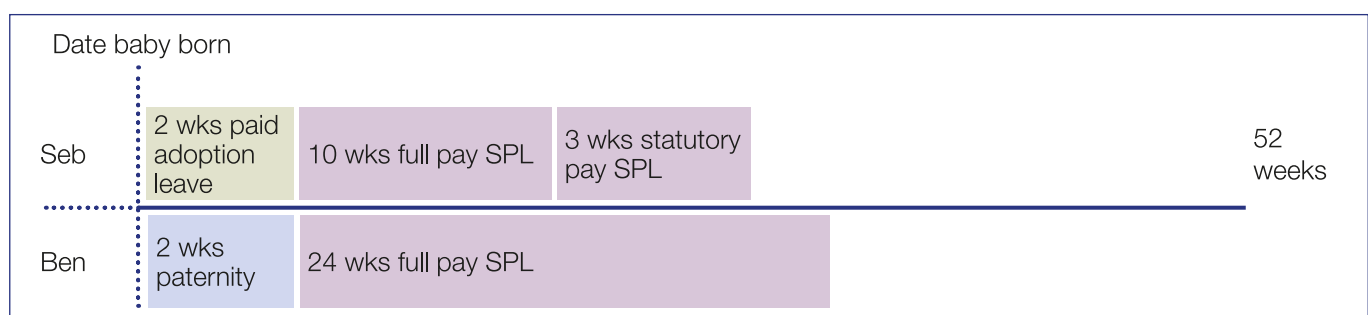 Date baby born
Seb
2 wks paid
adoption
leave
10 wks full pay SPL
3 wks statutory
pay SPL
52
weeks
Ben
2 wks
paternity
24 wks full pay SPL